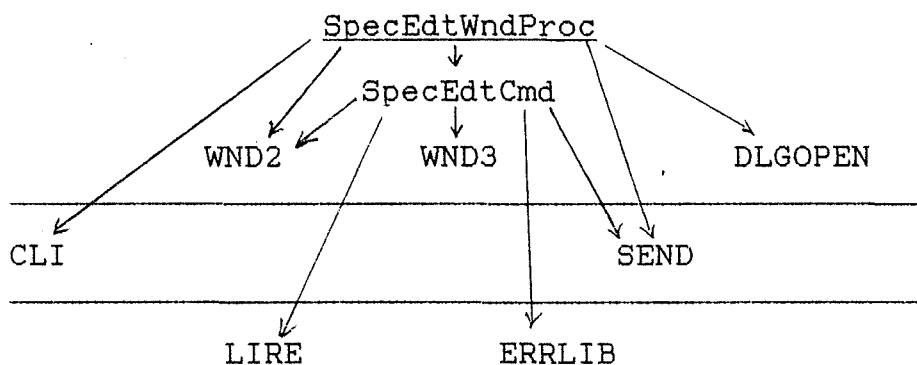 SpecEdtWndProc
SpecEdtCmd
WND2 WND3 DLGOPEN
CLI SEND
LIRE ERRLIB